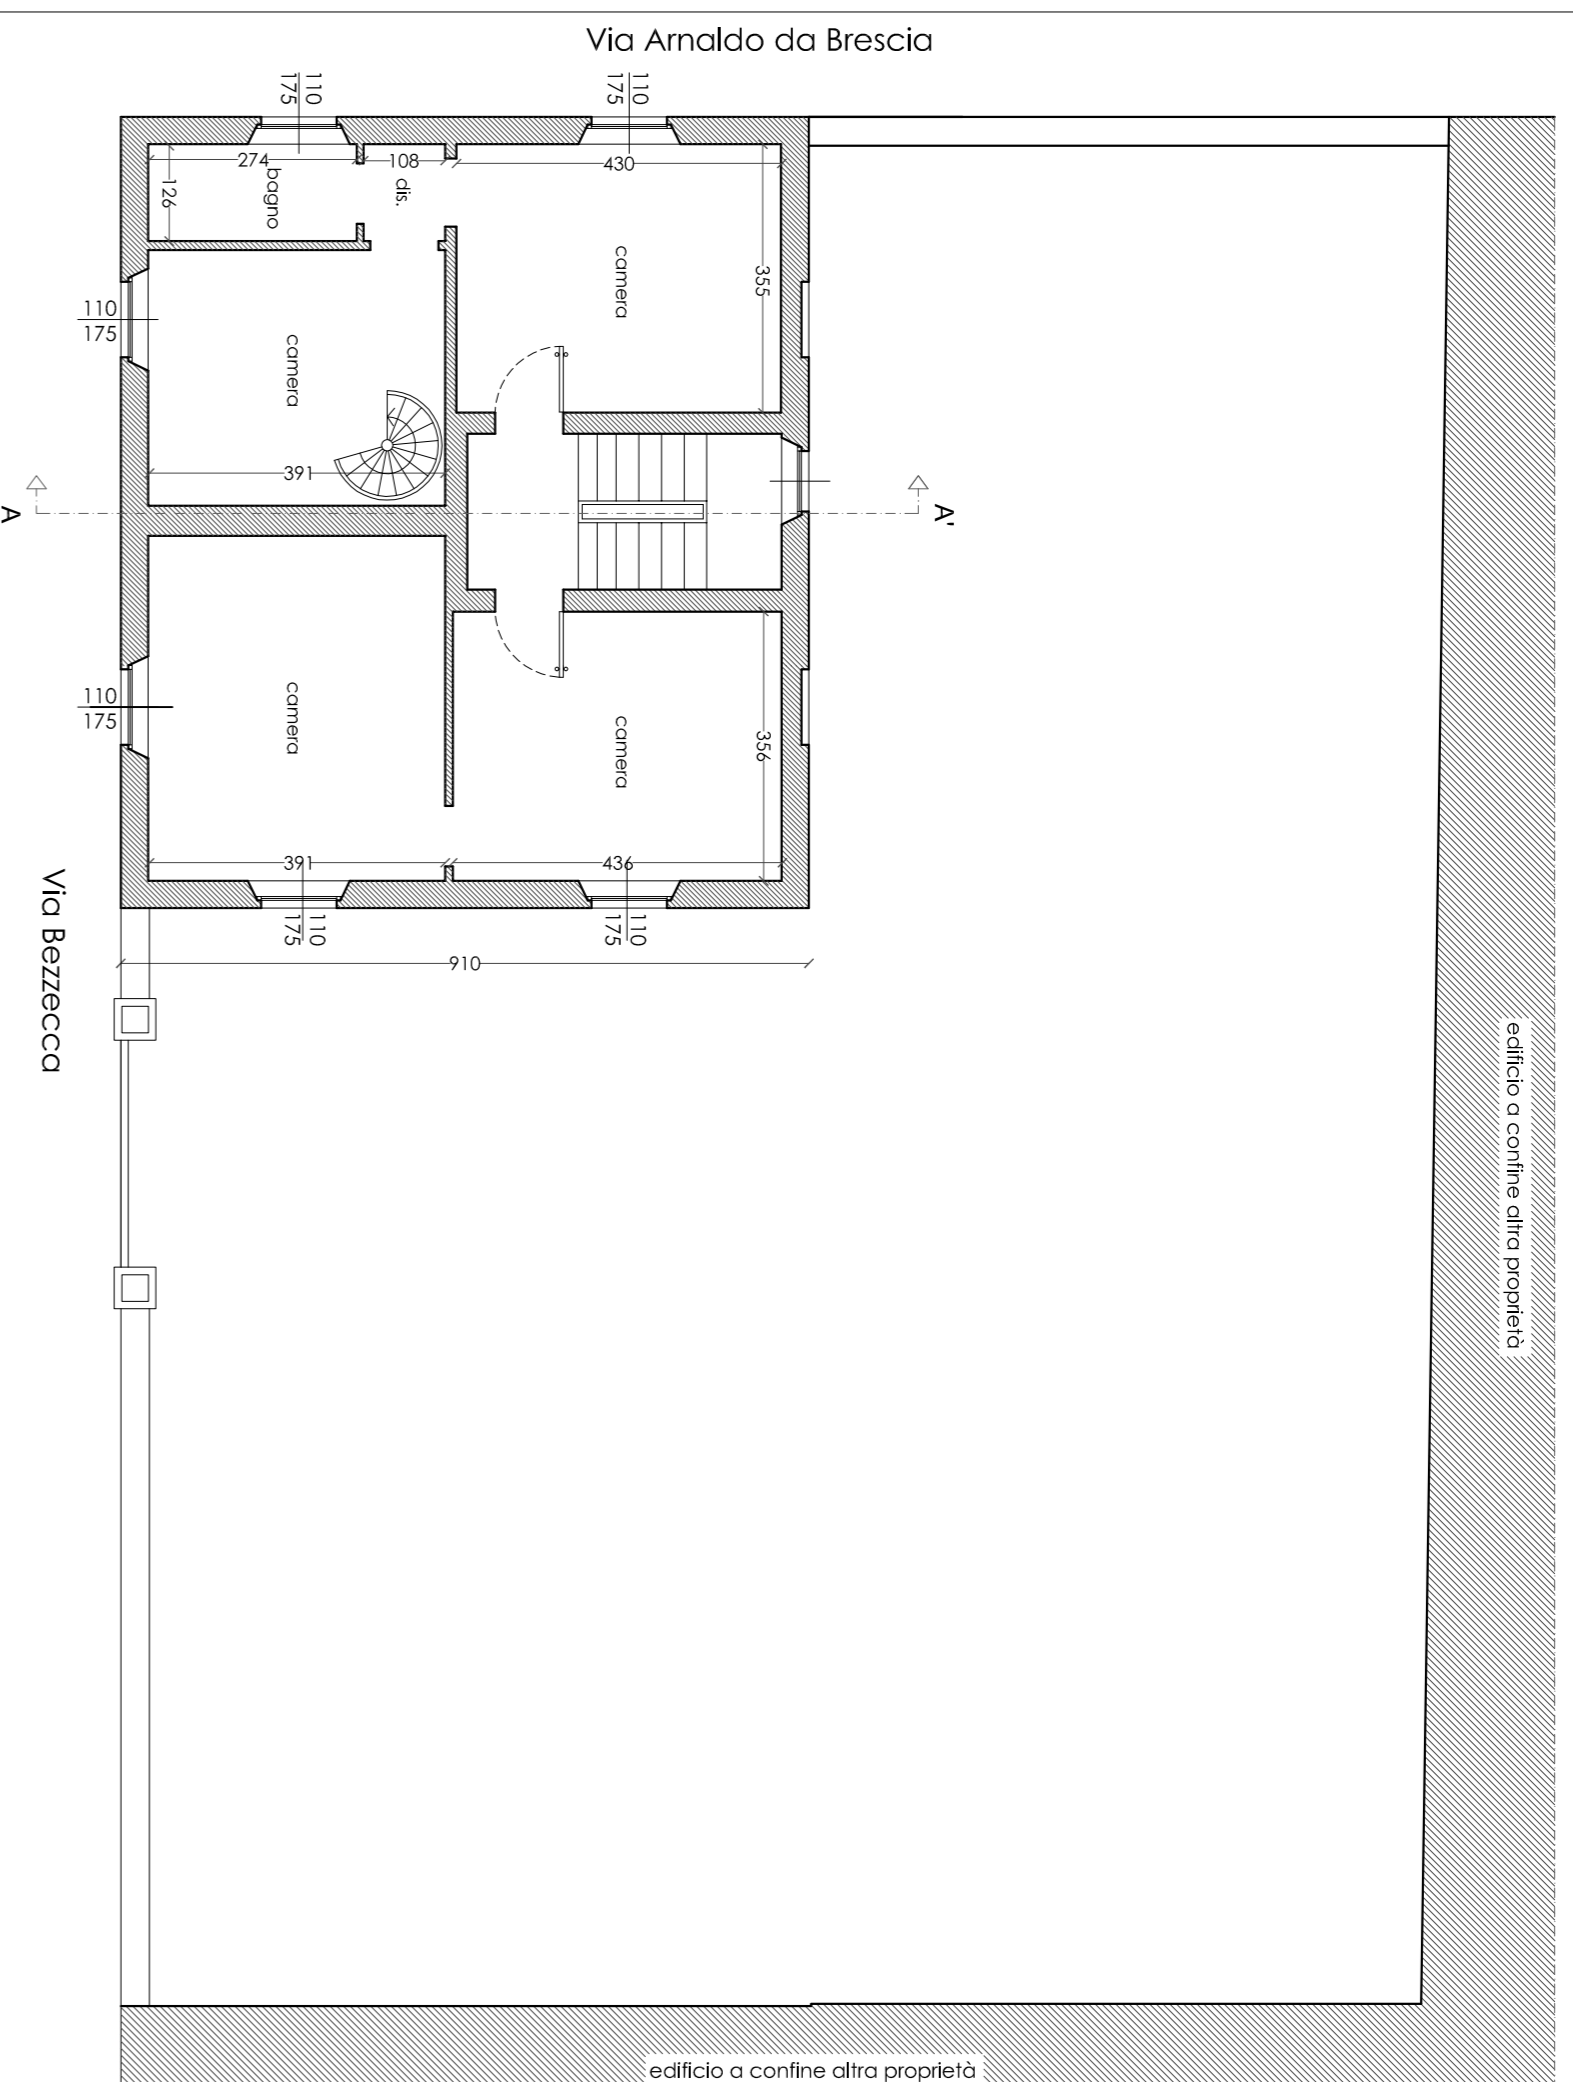 Via Arnaldo da Brescia
110
175
110
175
274
108
430
126
bagno
dis.
camera
355
110
175
camera
391
A
A'
camera
camera
356
110
175
391
436
110
175
110
175
910
Via Bezzecca
edificio a confine altra proprietà
edificio a confine altra proprietà